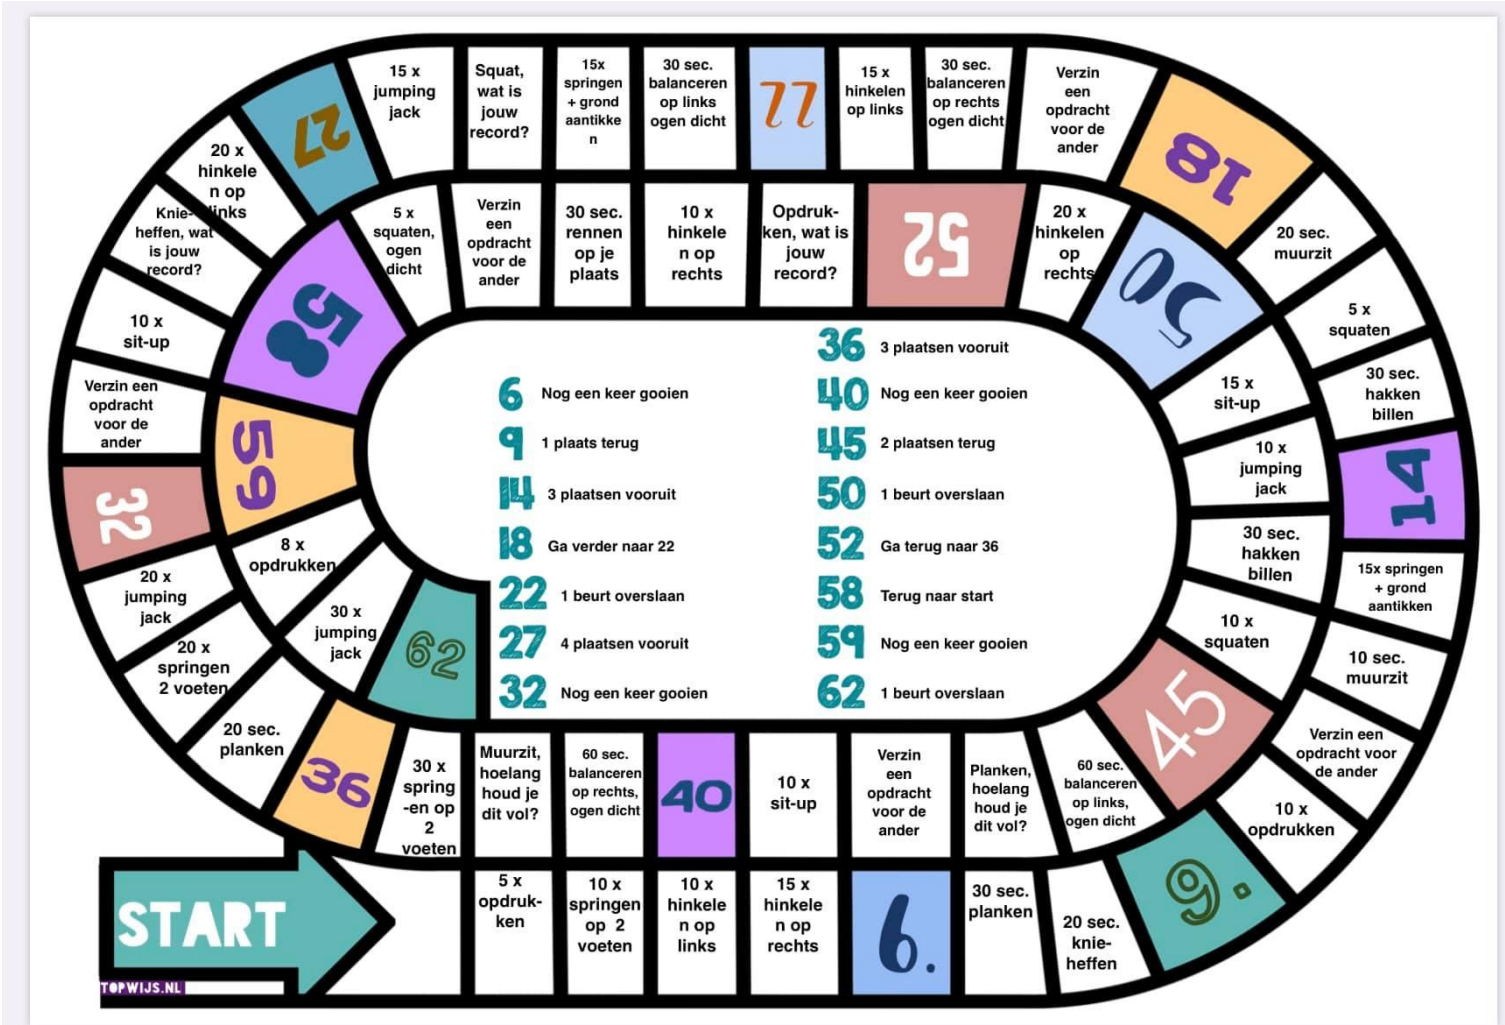 START
TOPWIJS.NL
5 x
opdruk-
ken
10 x
springen
op 2
voeten
10 x
hinkele
n op
links
15 x
hinkele
n op
rechts
6.
30 sec.
planken
20 sec.
knie-
heffen
9.
10 x
opdrukken
Verzin een
opdracht voor
de ander
10 sec.
muurzit
15x springen
+ grond
aantikken
14
30 sec.
hakken
billen
5 x
squaten
20 sec.
muurzit
18
Verzin
een
opdracht
voor de
ander
30 sec.
balanceren
op rechts
ogen dicht
15 x
hinkelen
op links
22
30 sec.
balanceren
op links
ogen dicht
15x
springen
+ grond
aantikke
n
Squat,
wat is
jouw
record?
15 x
jumping
jack
27
20 x
hinkele
n op
links
Knie-
heffen, wat
is jouw
record?
10 x
sit-up
Verzin een
opdracht
voor de
ander
32
20 x
jumping
jack
20 x
springen
2 voeten
20 sec.
planken
36
30 x
spring
-en op
2
voeten
Muurzit,
hoelang
houd je
dit vol?
60 sec.
balanceren
op rechts,
ogen dicht
40
10 x
sit-up
Verzin
een
opdracht
voor de
ander
Planken,
hoelang
houd je
dit vol?
60 sec.
balanceren
op links,
ogen dicht
45
10 x
squaten
30 sec.
hakken
billen
10 x
jumping
jack
15 x
sit-up
50
20 x
hinkelen
op
rechts
52
Opdruk-
ken, wat is
jouw
record?
10 x
hinkele
n op
rechts
30 sec.
rennen
op je
plaats
Verzin
een
opdracht
voor de
ander
5 x
squaten,
ogen
dicht
58
59
8 x
opdrukken
30 x
jumping
jack
62
6 Nog een keer gooien
9 1 plaats terug
14 3 plaatsen vooruit
18 Ga verder naar 22
22 1 beurt overslaan
27 4 plaatsen vooruit
32 Nog een keer gooien
36 3 plaatsen vooruit
40 Nog een keer gooien
45 2 plaatsen terug
50 1 beurt overslaan
52 Ga terug naar 36
58 Terug naar start
59 Nog een keer gooien
62 1 beurt overslaan